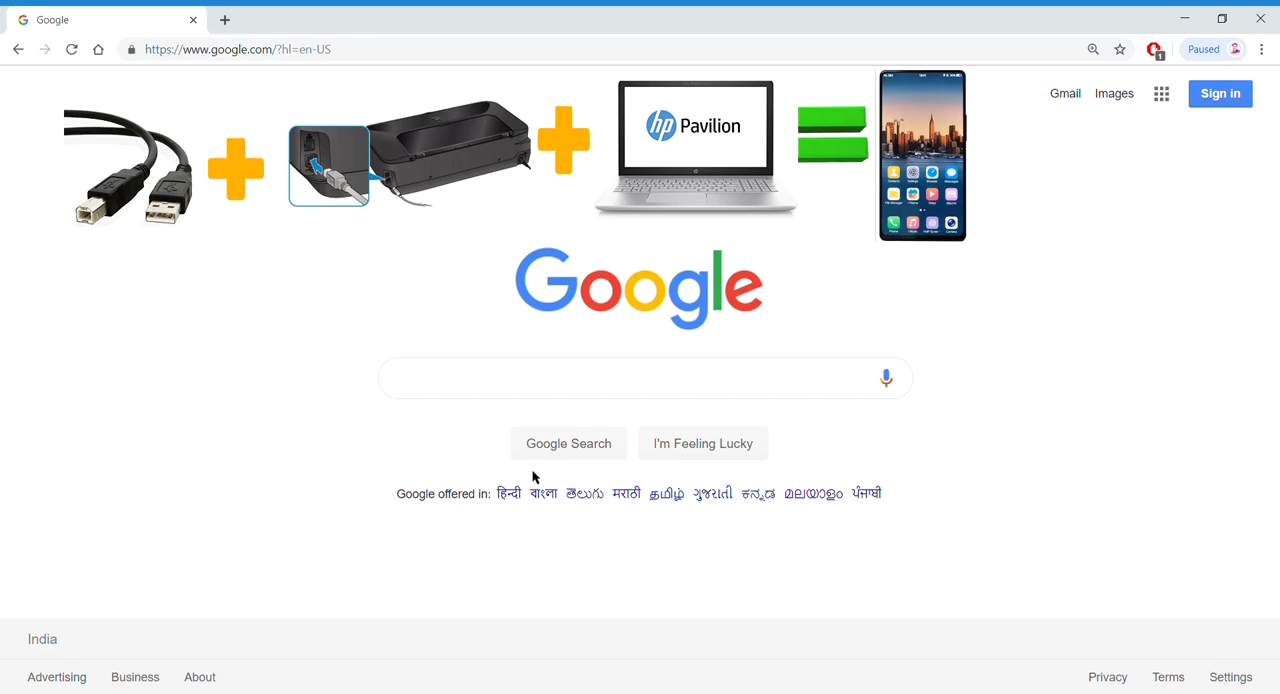 Google
https://www.google.com/?hl=en-US
1
Paused
Gmail Images
Sign in
hp Pavilion
Google
Google Search I'm Feeling Lucky
Google offered in: हिन्दी বাংলা తెలుగు मराठी தமிழ் ગુજરાતી ಕನ್ನಡ മലയാളം ਪੰਜਾਬੀ
India
Advertising Business About
Privacy Terms Settings